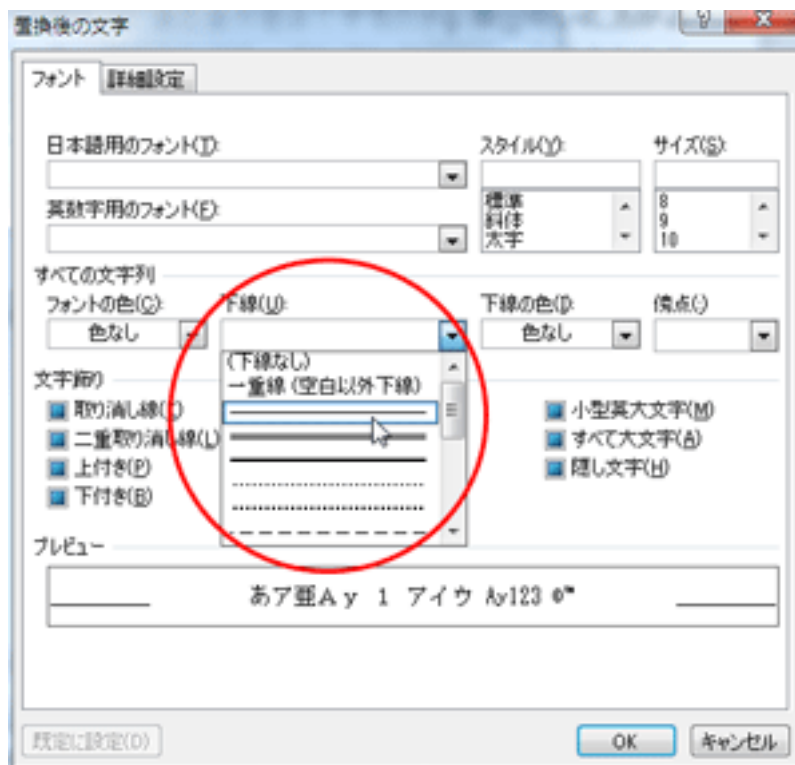 置換後の文字
フォント 詳細設定
日本語用のフォント(T): スタイル(Y): サイズ(S):
標準 8
斜体 9
太字 10
英数字用のフォント(F):
すべての文字列
フォントの色(C): 下線(U): 下線の色(I): 傍点(·)
色なし 色なし
(下線なし)
一重線 (空白以外下線)
文字飾り
取り消し線(K) 小型英大文字(M)
二重取り消し線(L) すべて大文字(A)
上付き(P) 隠し文字(H)
下付き(B)
プレビュー
あア亜Ay 1 アイウ Ay123 ©™
既定に設定(D) OK キャンセル